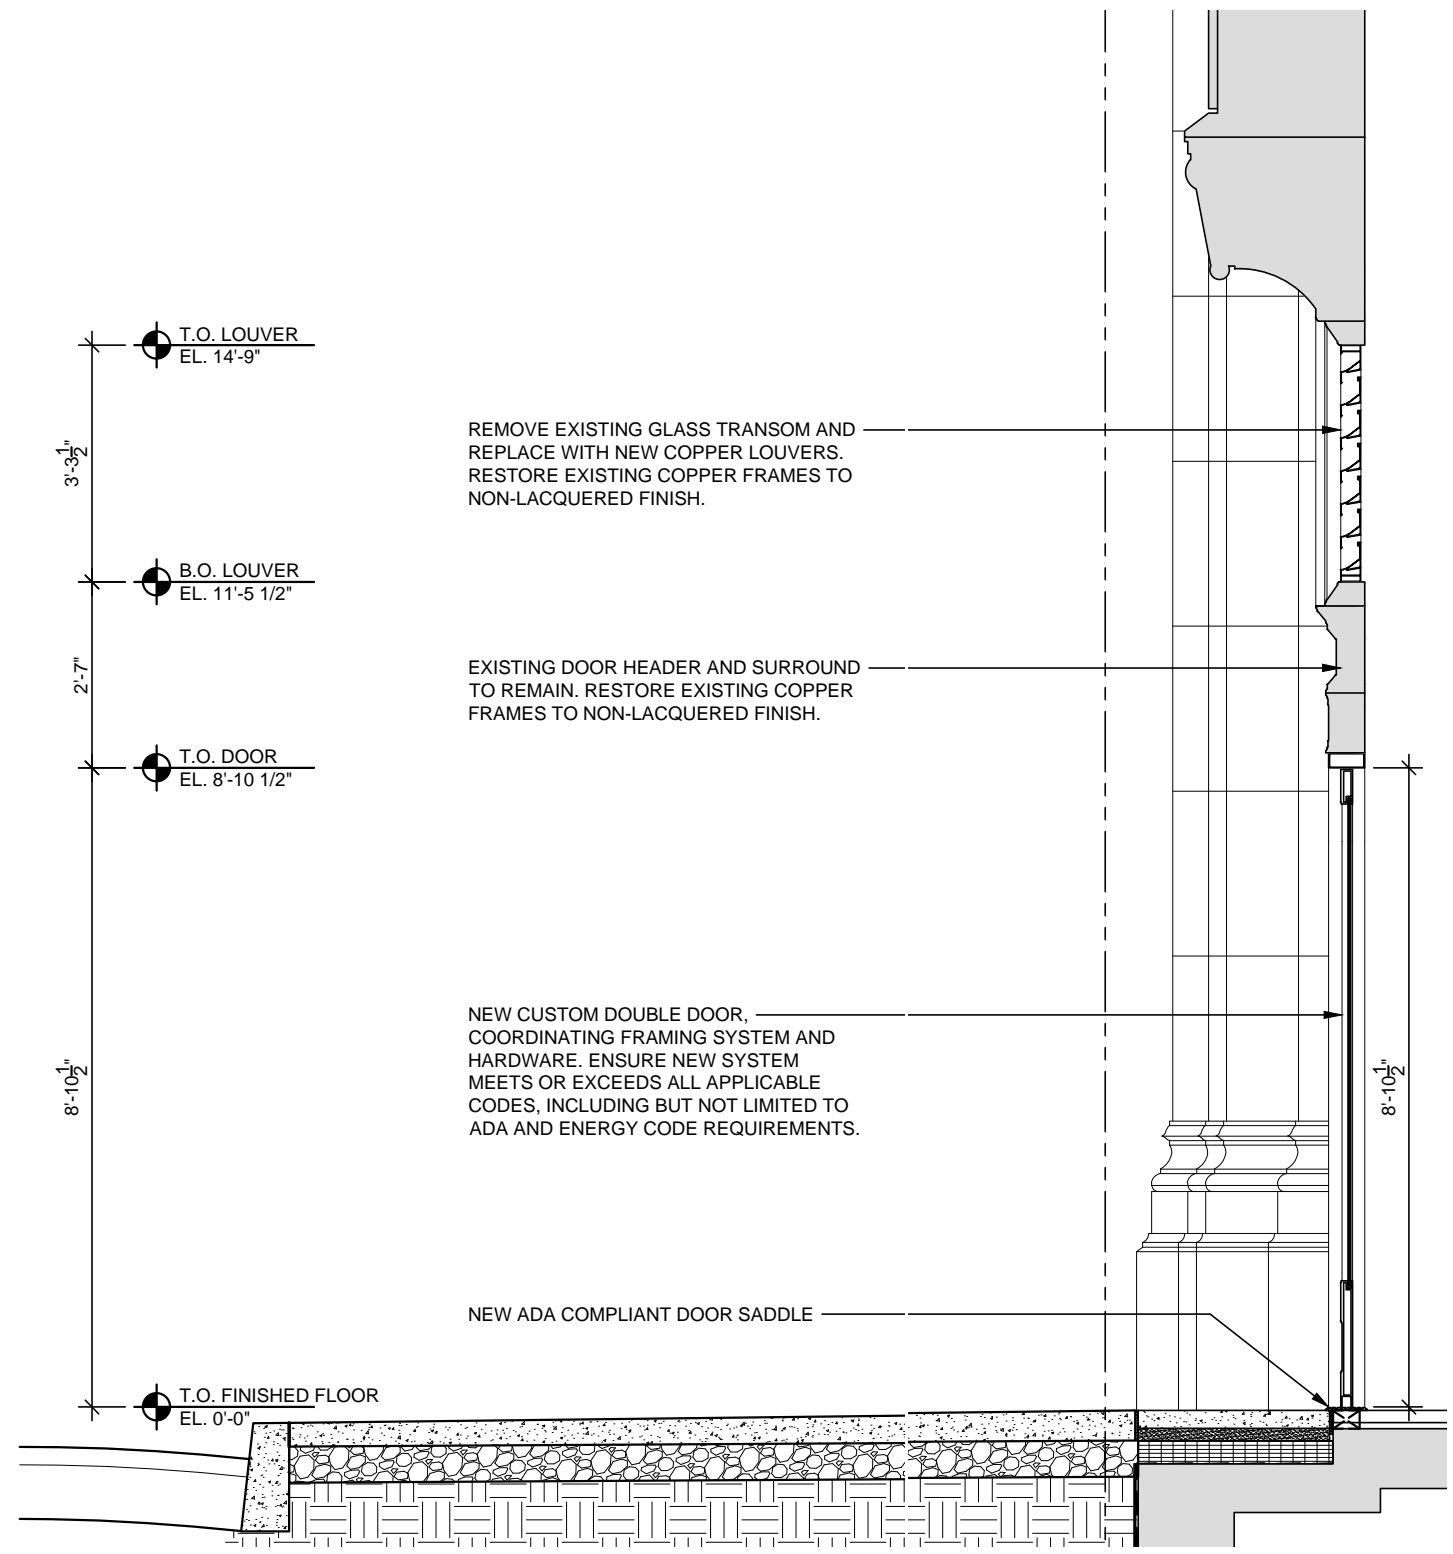 T.O. LOUVER
EL. 14'-9"
3'-3 1/2"
REMOVE EXISTING GLASS TRANSOM AND
REPLACE WITH NEW COPPER LOUVERS.
RESTORE EXISTING COPPER FRAMES TO
NON-LACQUERED FINISH.
B.O. LOUVER
EL. 11'-5 1/2"
2'-7"
EXISTING DOOR HEADER AND SURROUND
TO REMAIN. RESTORE EXISTING COPPER
FRAMES TO NON-LACQUERED FINISH.
T.O. DOOR
EL. 8'-10 1/2"
NEW CUSTOM DOUBLE DOOR,
COORDINATING FRAMING SYSTEM AND
HARDWARE. ENSURE NEW SYSTEM
MEETS OR EXCEEDS ALL APPLICABLE
CODES, INCLUDING BUT NOT LIMITED TO
ADA AND ENERGY CODE REQUIREMENTS.
8'-10 1/2"
8'-10 1/2"
NEW ADA COMPLIANT DOOR SADDLE
T.O. FINISHED FLOOR
EL. 0'-0"